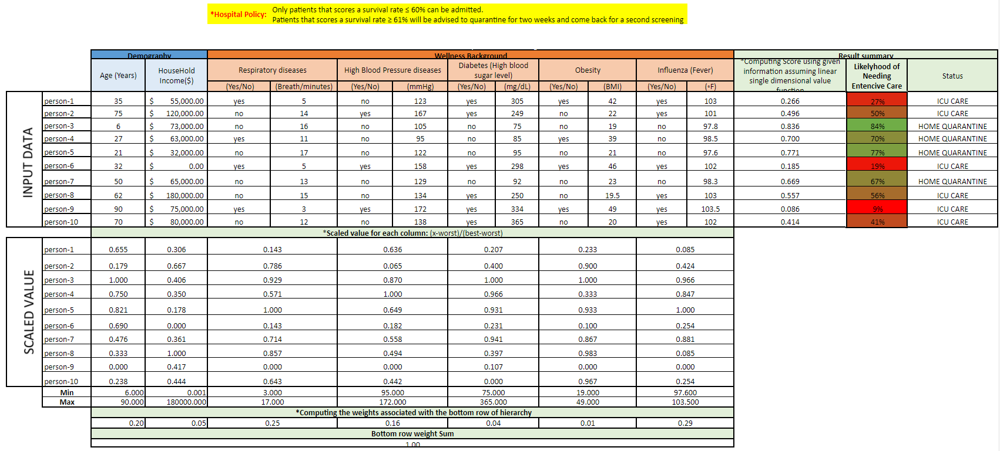 *Hospital Policy:
Only patients that scores a survival rate ≤ 60% can be admitted.
Patients that scores a survival rate ≥ 61% will be advised to quarantine for two weeks and come back for a second screening
Demography Wellness Background Result summary
Age (Years) HouseHold Income($) Respiratory diseases High Blood Pressure diseases Diabetes (High blood sugar level) Obesity Influenza (Fever) *Computing Score using given information assuming linear single dimensional value function Likelyhood of Needing Entencive Care Status
(Yes/No) (Breath/minutes) (Yes/No) (mmHg) (Yes/No) (mg/dL) (Yes/No) (BMI) (Yes/No) (◦F)
INPUT DATA
person-1 35 $ 55,000.00 yes 5 no 123 yes 305 yes 42 yes 103 0.266 27% ICU CARE
person-2 75 $ 120,000.00 no 14 yes 167 yes 249 no 22 yes 101 0.496 50% ICU CARE
person-3 6 $ 73,000.00 no 16 no 105 no 75 no 19 no 97.8 0.836 84% HOME QUARANTINE
person-4 27 $ 63,000.00 yes 11 no 95 no 85 yes 39 no 98.5 0.700 70% HOME QUARANTINE
person-5 21 $ 32,000.00 no 17 no 122 no 95 no 21 no 97.6 0.771 77% HOME QUARANTINE
person-6 32 $ 0.00 yes 5 yes 158 yes 298 yes 46 yes 102 0.185 19% ICU CARE
person-7 50 $ 65,000.00 no 13 no 129 no 92 no 23 no 98.3 0.669 67% HOME QUARANTINE
person-8 62 $ 180,000.00 no 15 no 134 yes 250 no 19.5 yes 103 0.557 56% ICU CARE
person-9 90 $ 75,000.00 yes 3 yes 172 yes 334 yes 49 yes 103.5 0.086 9% ICU CARE
person-10 70 $ 80,000.00 no 12 no 138 yes 365 no 20 yes 102 0.414 41% ICU CARE
*Scaled value for each column: (x-worst)/(best-worst)
SCALED VALUE
person-1 0.655 0.306 0.143 0.636 0.207 0.233 0.085
person-2 0.179 0.667 0.786 0.065 0.400 0.900 0.424
person-3 1.000 0.406 0.929 0.870 1.000 1.000 0.966
person-4 0.750 0.350 0.571 1.000 0.966 0.333 0.847
person-5 0.821 0.178 1.000 0.649 0.931 0.933 1.000
person-6 0.690 0.000 0.143 0.182 0.231 0.100 0.254
person-7 0.476 0.361 0.714 0.558 0.941 0.867 0.881
person-8 0.333 1.000 0.857 0.494 0.397 0.983 0.085
person-9 0.000 0.417 0.000 0.000 0.107 0.000 0.000
person-10 0.238 0.444 0.643 0.442 0.000 0.967 0.254
Min 6.000 0.001 3.000 95.000 75.000 19.000 97.600
Max 90.000 180000.000 17.000 172.000 365.000 49.000 103.500
*Computing the weights associated with the bottom row of hierarchy
0.20 0.05 0.25 0.16 0.04 0.01 0.29
Bottom row weight Sum
1.00